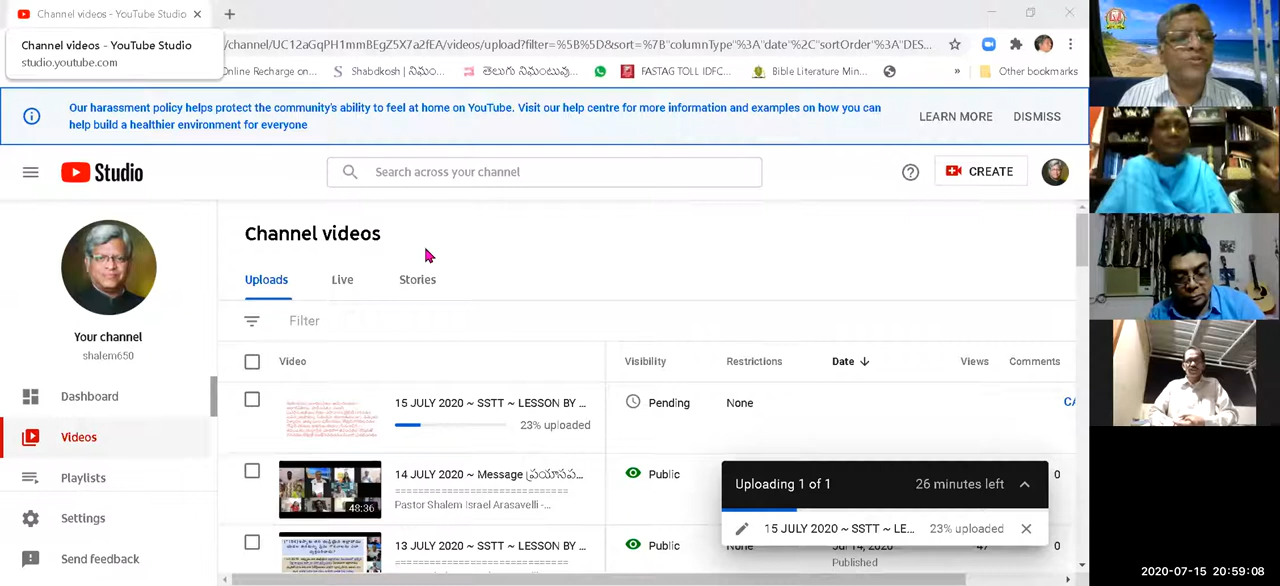 Channel videos - YouTube Studio
Channel videos - YouTube Studio
studio.youtube.com
/channel/UC12aGqPH1mmBEgZ5X7a2fEA/videos/upload?filter=%5B%5D&sort=%7B"columnType"%3A"date"%2C"sortOrder"%3A"DES...
Online Recharge on...
Shabdkosh | నిఘం...
తెలుగు నిఘంటువు...
FASTAG TOLL IDFC...
Bible Literature Min...
»
Other bookmarks
Our harassment policy helps protect the community's ability to feel at home on YouTube. Visit our help centre for more information and examples on how you can
help build a healthier environment for everyone
LEARN MORE
DISMISS
Studio
Search across your channel
CREATE
Channel videos
Uploads
Live
Stories
Your channel
shalem650
Filter
Video
Visibility
Restrictions
Date
Views
Comments
Dashboard
Videos
Playlists
Settings
Send feedback
15 JULY 2020 ~ SSTT ~ LESSON BY ...
23% uploaded
Pending
None
14 JULY 2020 ~ Message
============================
Pastor Shalem Israel Arasavelli -...
48:36
Public
0
13 JULY 2020 ~ SSTT ~ LESSON BY ...
============================
Public
None
Jul 14, 2020
Published
47
0
Uploading 1 of 1
26 minutes left
15 JULY 2020 ~ SSTT ~ LE...
23% uploaded
2020-07-15 20:59:08